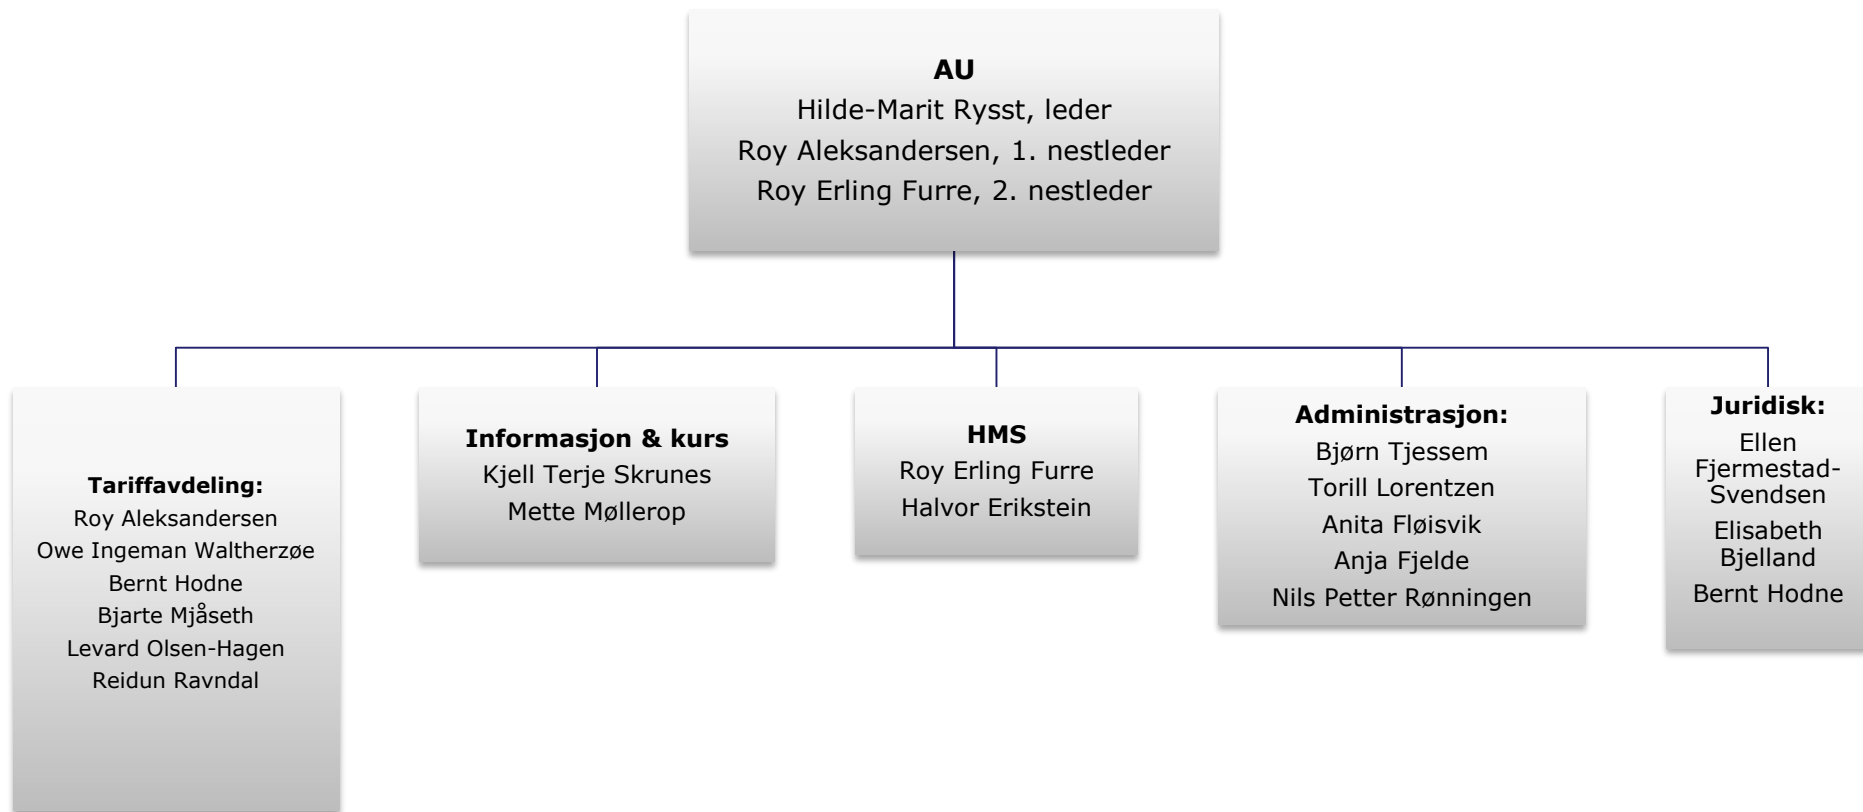 AU
Hilde-Marit Rysst, leder
Roy Aleksandersen, 1. nestleder
Roy Erling Furre, 2. nestleder
Tariffavdeling:
Roy Aleksandersen
Owe Ingeman Waltherzøe
Bernt Hodne
Bjarte Mjåseth
Levard Olsen-Hagen
Reidun Ravndal
Informasjon & kurs
Kjell Terje Skrunes
Mette Møllerop
HMS
Roy Erling Furre
Halvor Erikstein
Administrasjon:
Bjørn Tjessem
Torill Lorentzen
Anita Fløisvik
Anja Fjelde
Nils Petter Rønningen
Juridisk:
Ellen
Fjermestad-
Svendsen
Elisabeth
Bjelland
Bernt Hodne